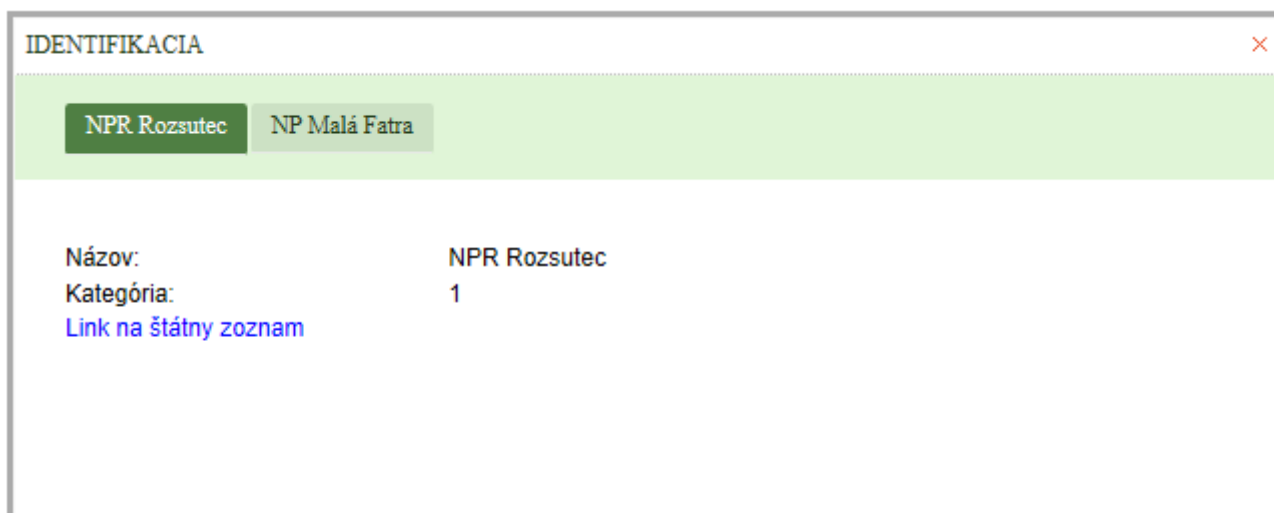 IDENTIFIKACIA
NPR Rozsutec NP Malá Fatra
Názov: NPR Rozsutec
Kategória: 1
Link na štátny zoznam